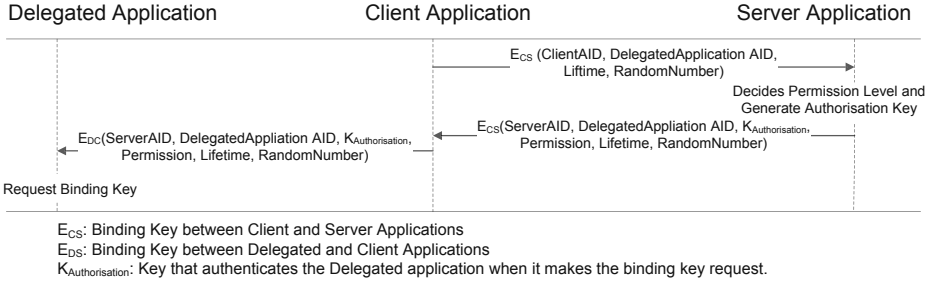 Delegated Application
Client Application
Server Application
E_CS (ClientAID, DelegatedApplication AID,
Liftime, RandomNumber)
Decides Permission Level and
Generate Authorisation Key
E_CS(ServerAID, DelegatedAppliation AID, K_Authorisation,
Permission, Lifetime, RandomNumber)
E_DC(ServerAID, DelegatedAppliation AID, K_Authorisation,
Permission, Lifetime, RandomNumber)
Request Binding Key
E_CS: Binding Key between Client and Server Applications
E_DS: Binding Key between Delegated and Client Applications
K_Authorisation: Key that authenticates the Delegated application when it makes the binding key request.